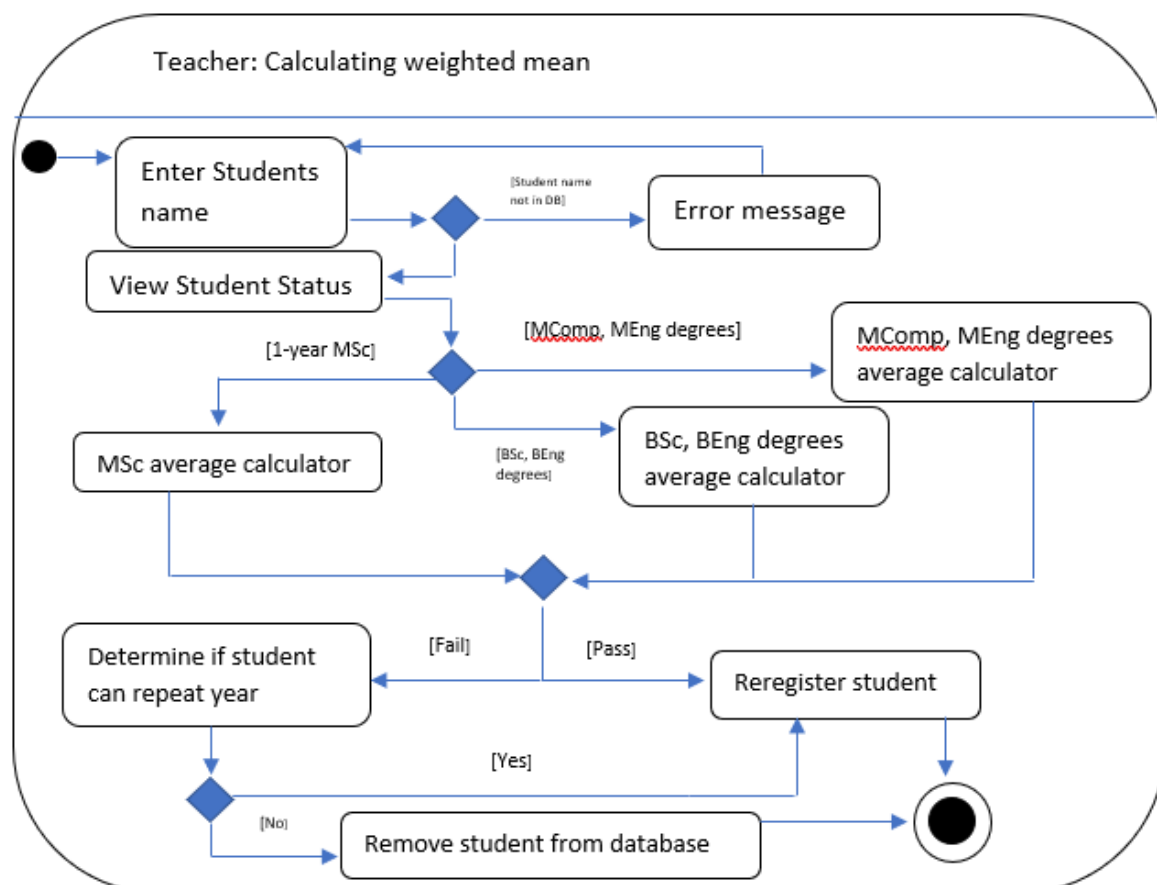 Teacher: Calculating weighted mean
Enter Students
name
[Student name
not in DB]
Error message
View Student Status
[MComp, MEng degrees]
MComp, MEng degrees
average calculator
[1-year MSc]
MSc average calculator
[BSc, BEng
degrees]
BSc, BEng degrees
average calculator
[Fail]
[Pass]
Determine if student
can repeat year
Reregister student
[Yes]
[No]
Remove student from database